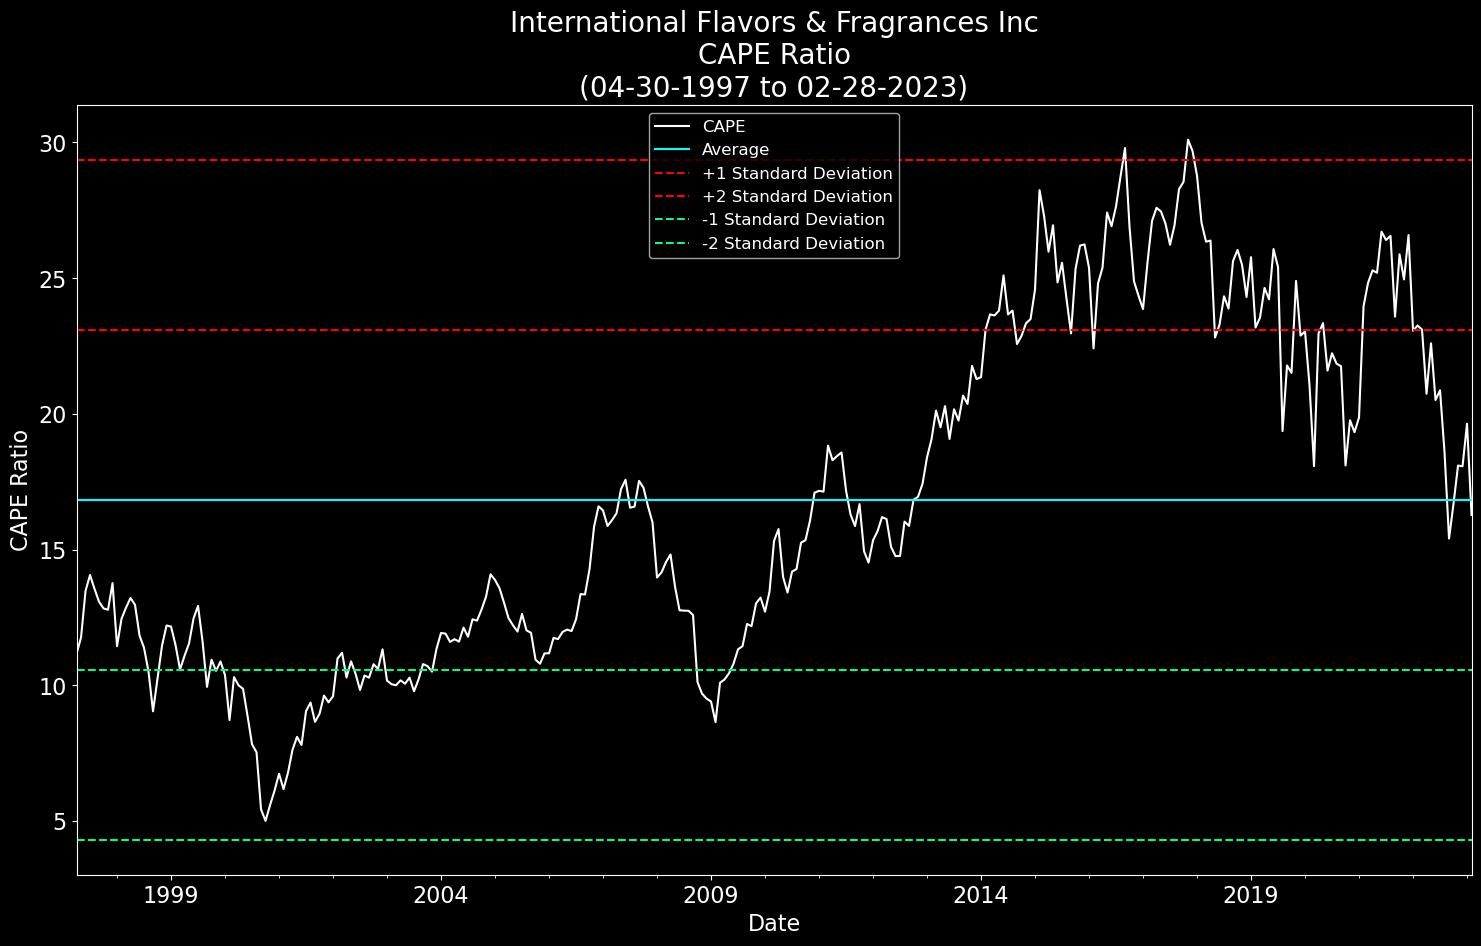 International Flavors & Fragrances Inc
CAPE Ratio
(04-30-1997 to 02-28-2023)
CAPE
Average
+1 Standard Deviation
+2 Standard Deviation
-1 Standard Deviation
-2 Standard Deviation
30
25
20
15
10
5
CAPE Ratio
1999
2004
2009
2014
2019
Date